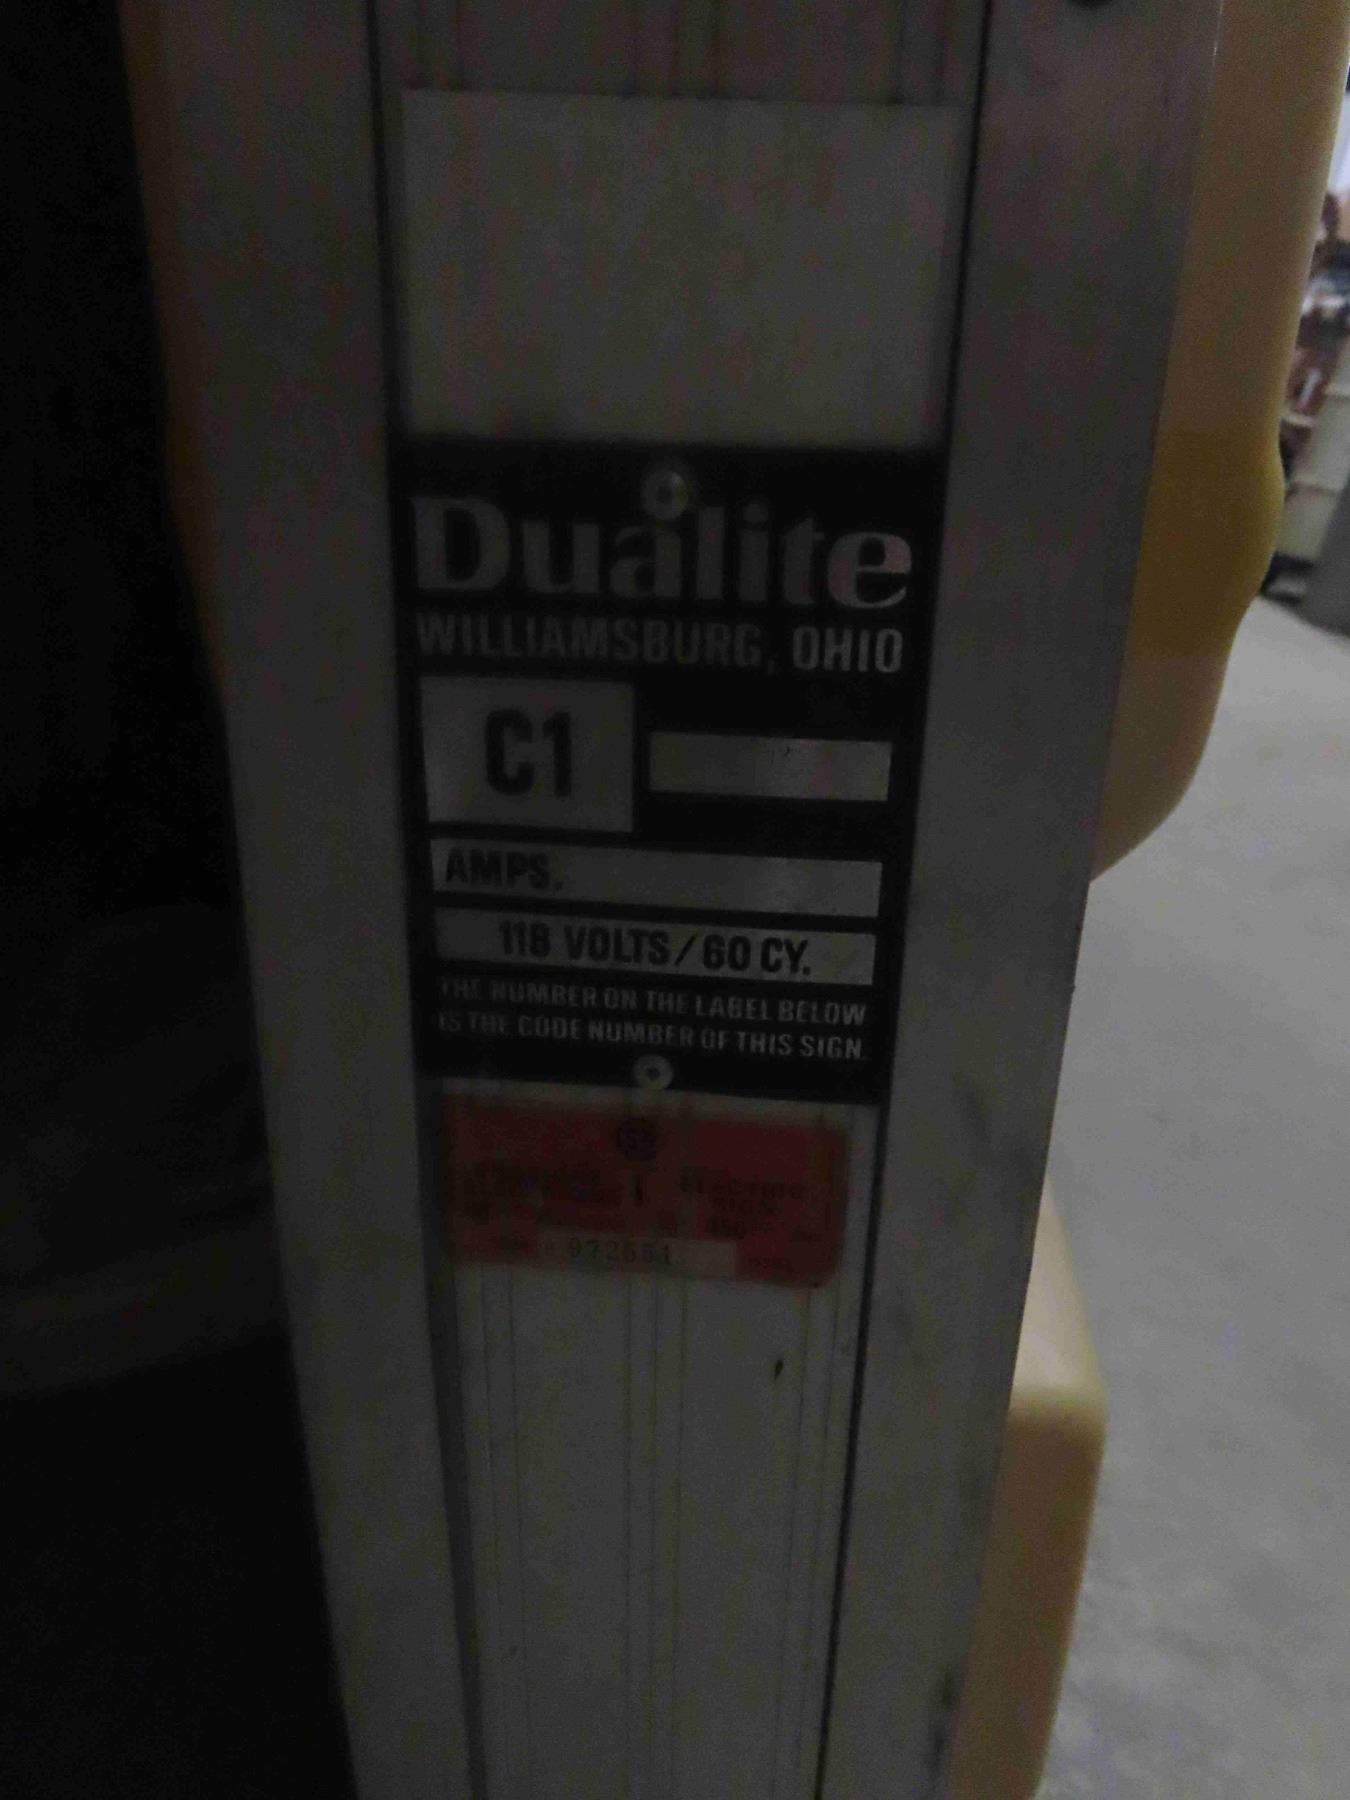 Dualite
WILLIAMSBURG, OHIO
C1
AMPS.
118 VOLTS/60 CY.
THE NUMBER ON THE LABEL BELOW
IS THE CODE NUMBER OF THIS SIGN.
ELECTRIC